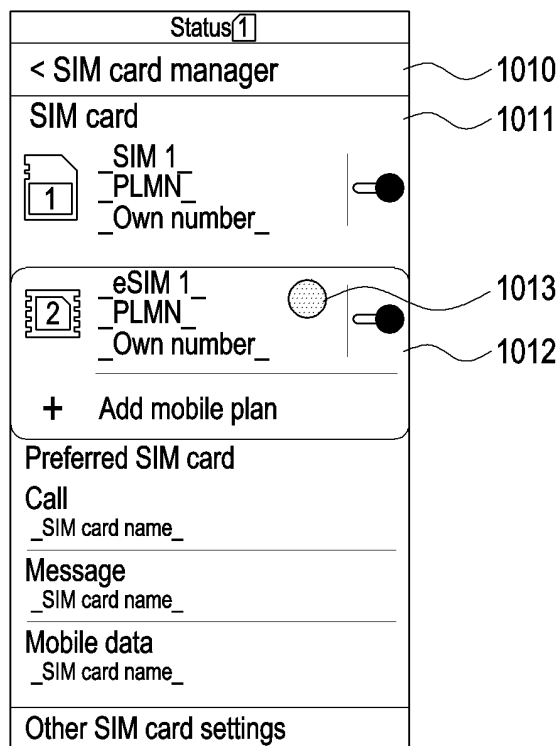 Status 1
< SIM card manager
1010
SIM card
1011
_SIM 1_
1
_PLMN_
_Own number_
_eSIM 1_
1013
2
_PLMN_
_Own number_
1012
+ Add mobile plan
Preferred SIM card
Call
_SIM card name_
Message
_SIM card name_
Mobile data
_SIM card name_
Other SIM card settings